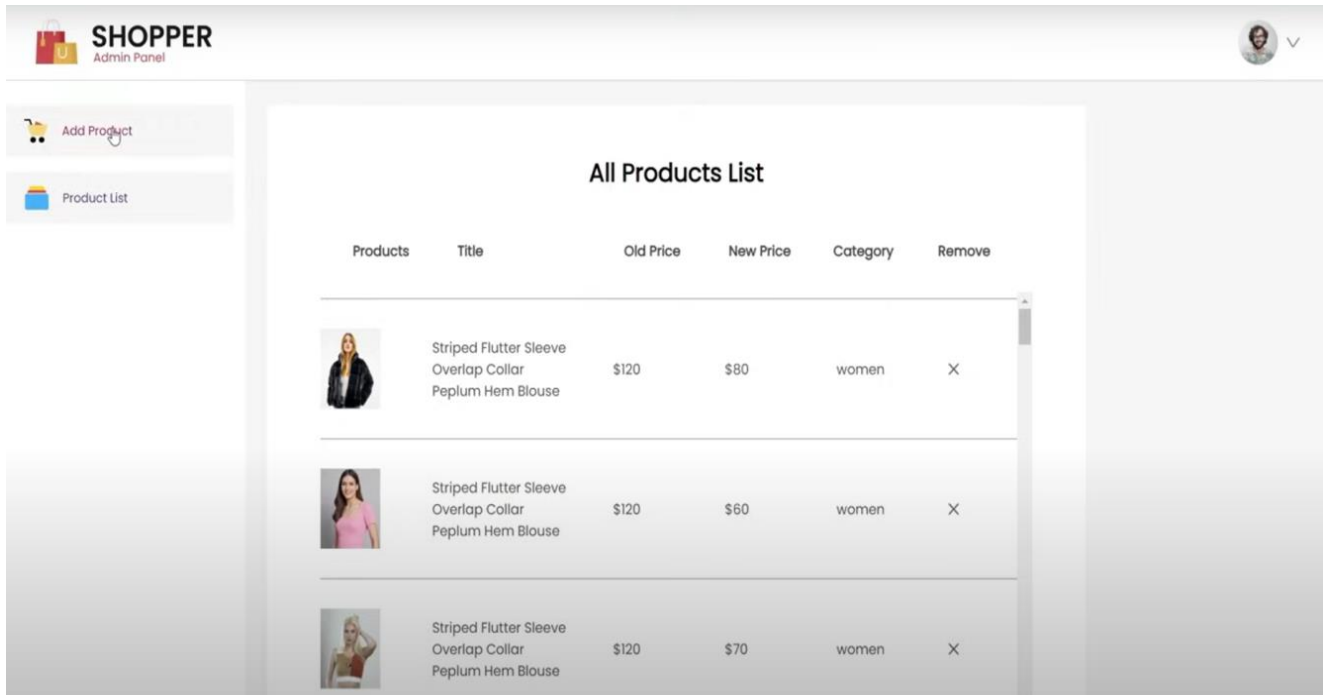 SHOPPER
Admin Panel
Add Product
Product List
All Products List
Products Title Old Price New Price Category Remove
Striped Flutter Sleeve
Overlap Collar
Peplum Hem Blouse
$120 $80 women X
Striped Flutter Sleeve
Overlap Collar
Peplum Hem Blouse
$120 $60 women X
Striped Flutter Sleeve
Overlap Collar
Peplum Hem Blouse
$120 $70 women X